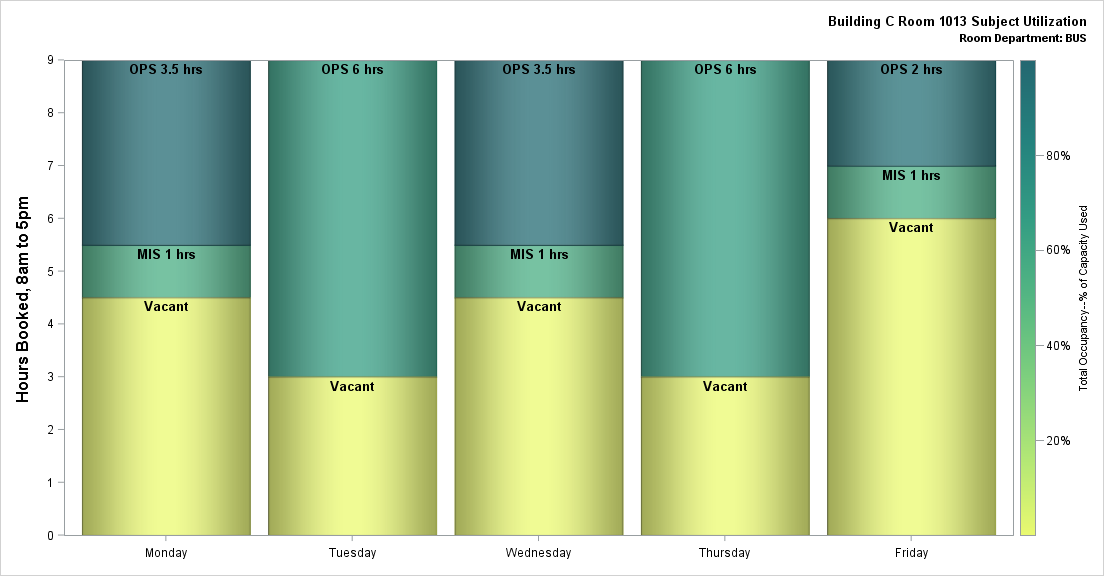 Building C Room 1013 Subject Utilization
Room Department: BUS
Hours Booked, 8am to 5pm
9
8
7
6
5
4
3
2
1
0
OPS 3.5 hrs
MIS 1 hrs
Vacant
OPS 6 hrs
Vacant
OPS 3.5 hrs
MIS 1 hrs
Vacant
OPS 6 hrs
Vacant
OPS 2 hrs
MIS 1 hrs
Vacant
Monday
Tuesday
Wednesday
Thursday
Friday
80%
60%
40%
20%
Total Occupancy--% of Capacity Used